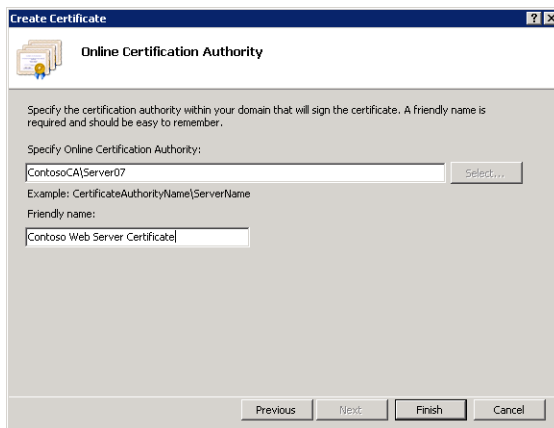 Create Certificate
Online Certification Authority
Specify the certification authority within your domain that will sign the certificate. A friendly name is
required and should be easy to remember.
Specify Online Certification Authority:
ContosoCA\Server07
Select...
Example: CertificateAuthorityName\ServerName
Friendly name:
Contoso Web Server Certificate
Previous Next Finish Cancel